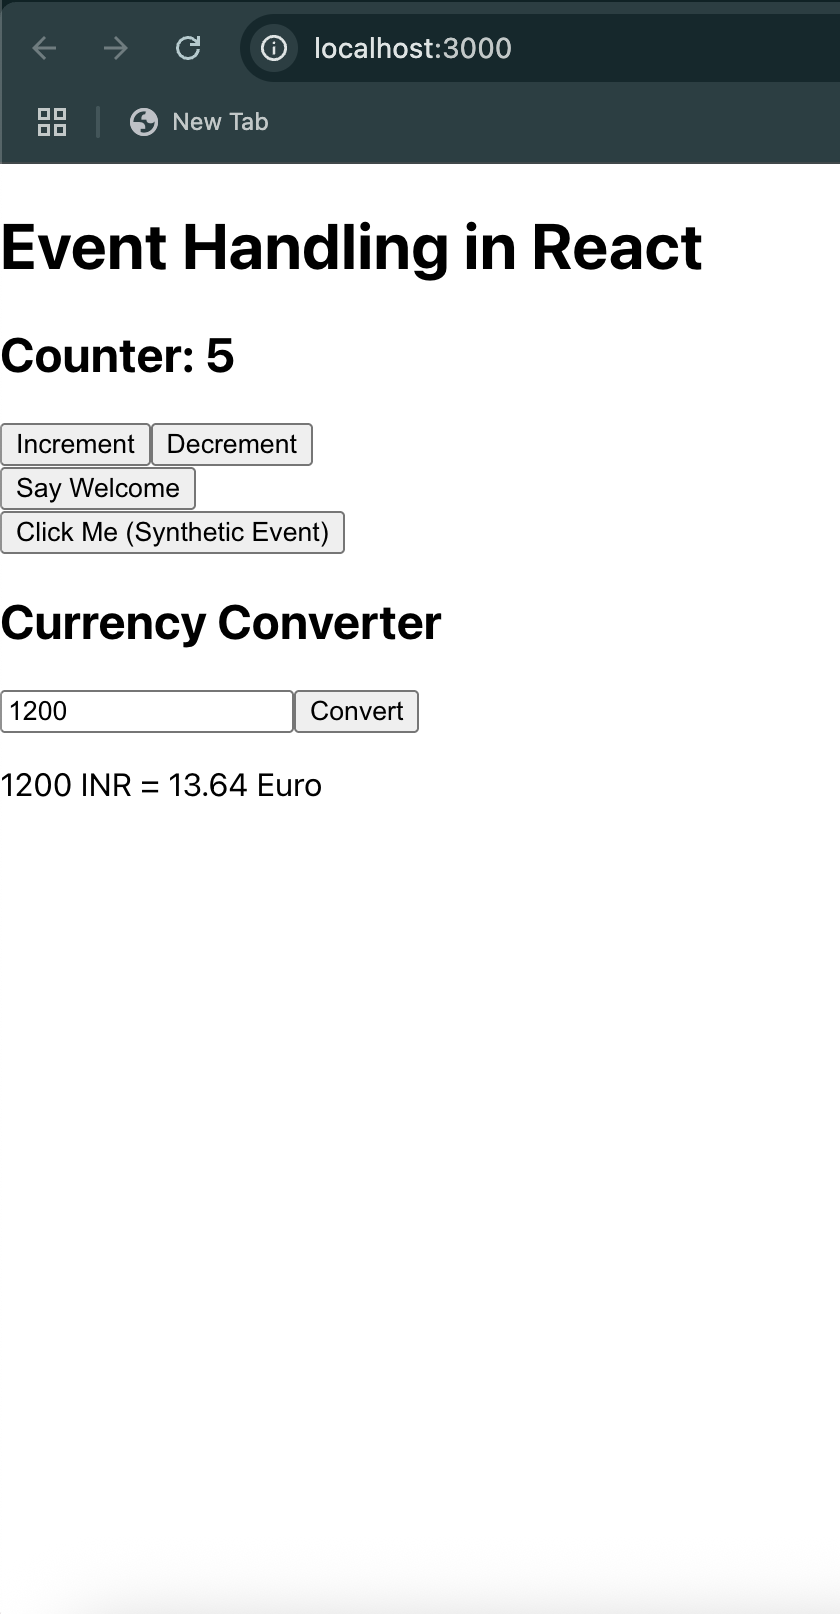 localhost:3000
New Tab
Event Handling in React
Counter: 5
Increment Decrement
Say Welcome
Click Me (Synthetic Event)
Currency Converter
1200 Convert
1200 INR = 13.64 Euro